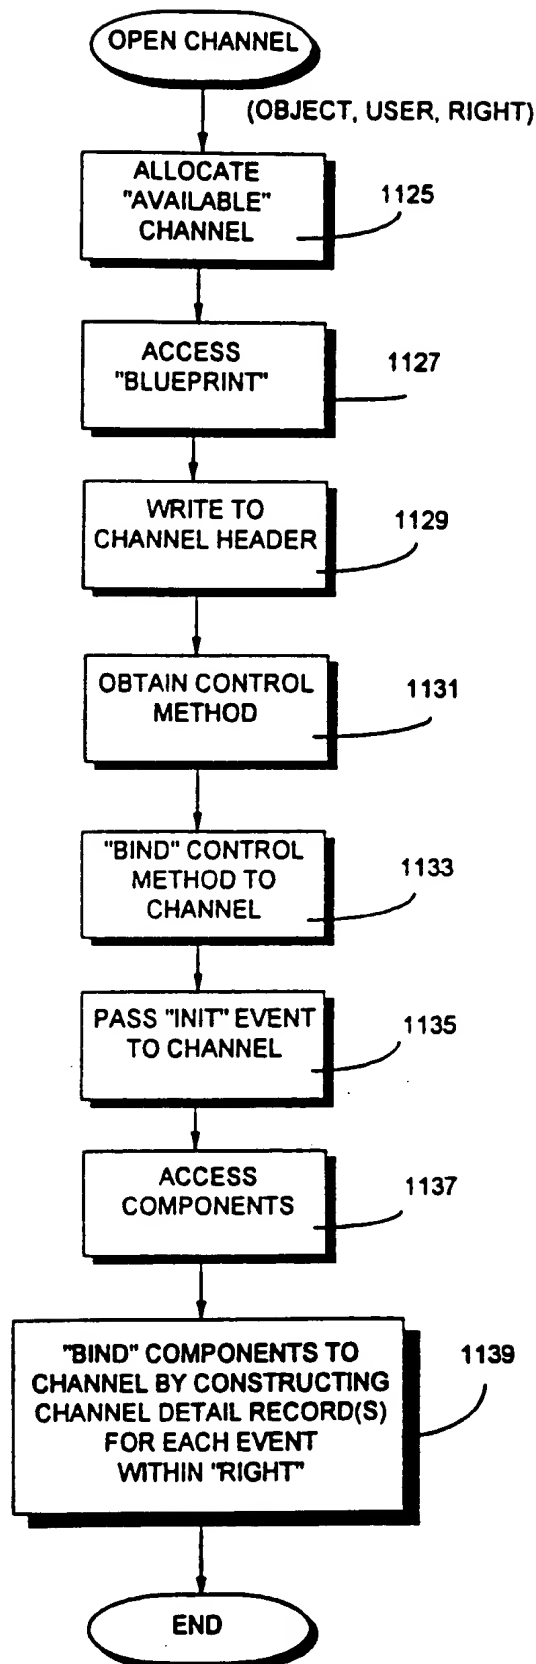 OPEN CHANNEL
(OBJECT, USER, RIGHT)
ALLOCATE
"AVAILABLE"
CHANNEL
1125
ACCESS
"BLUEPRINT"
1127
WRITE TO
CHANNEL HEADER
1129
OBTAIN CONTROL
METHOD
1131
"BIND" CONTROL
METHOD TO
CHANNEL
1133
PASS "INIT" EVENT
TO CHANNEL
1135
ACCESS
COMPONENTS
1137
"BIND" COMPONENTS TO
CHANNEL BY CONSTRUCTING
CHANNEL DETAIL RECORD(S)
FOR EACH EVENT
WITHIN "RIGHT"
1139
END